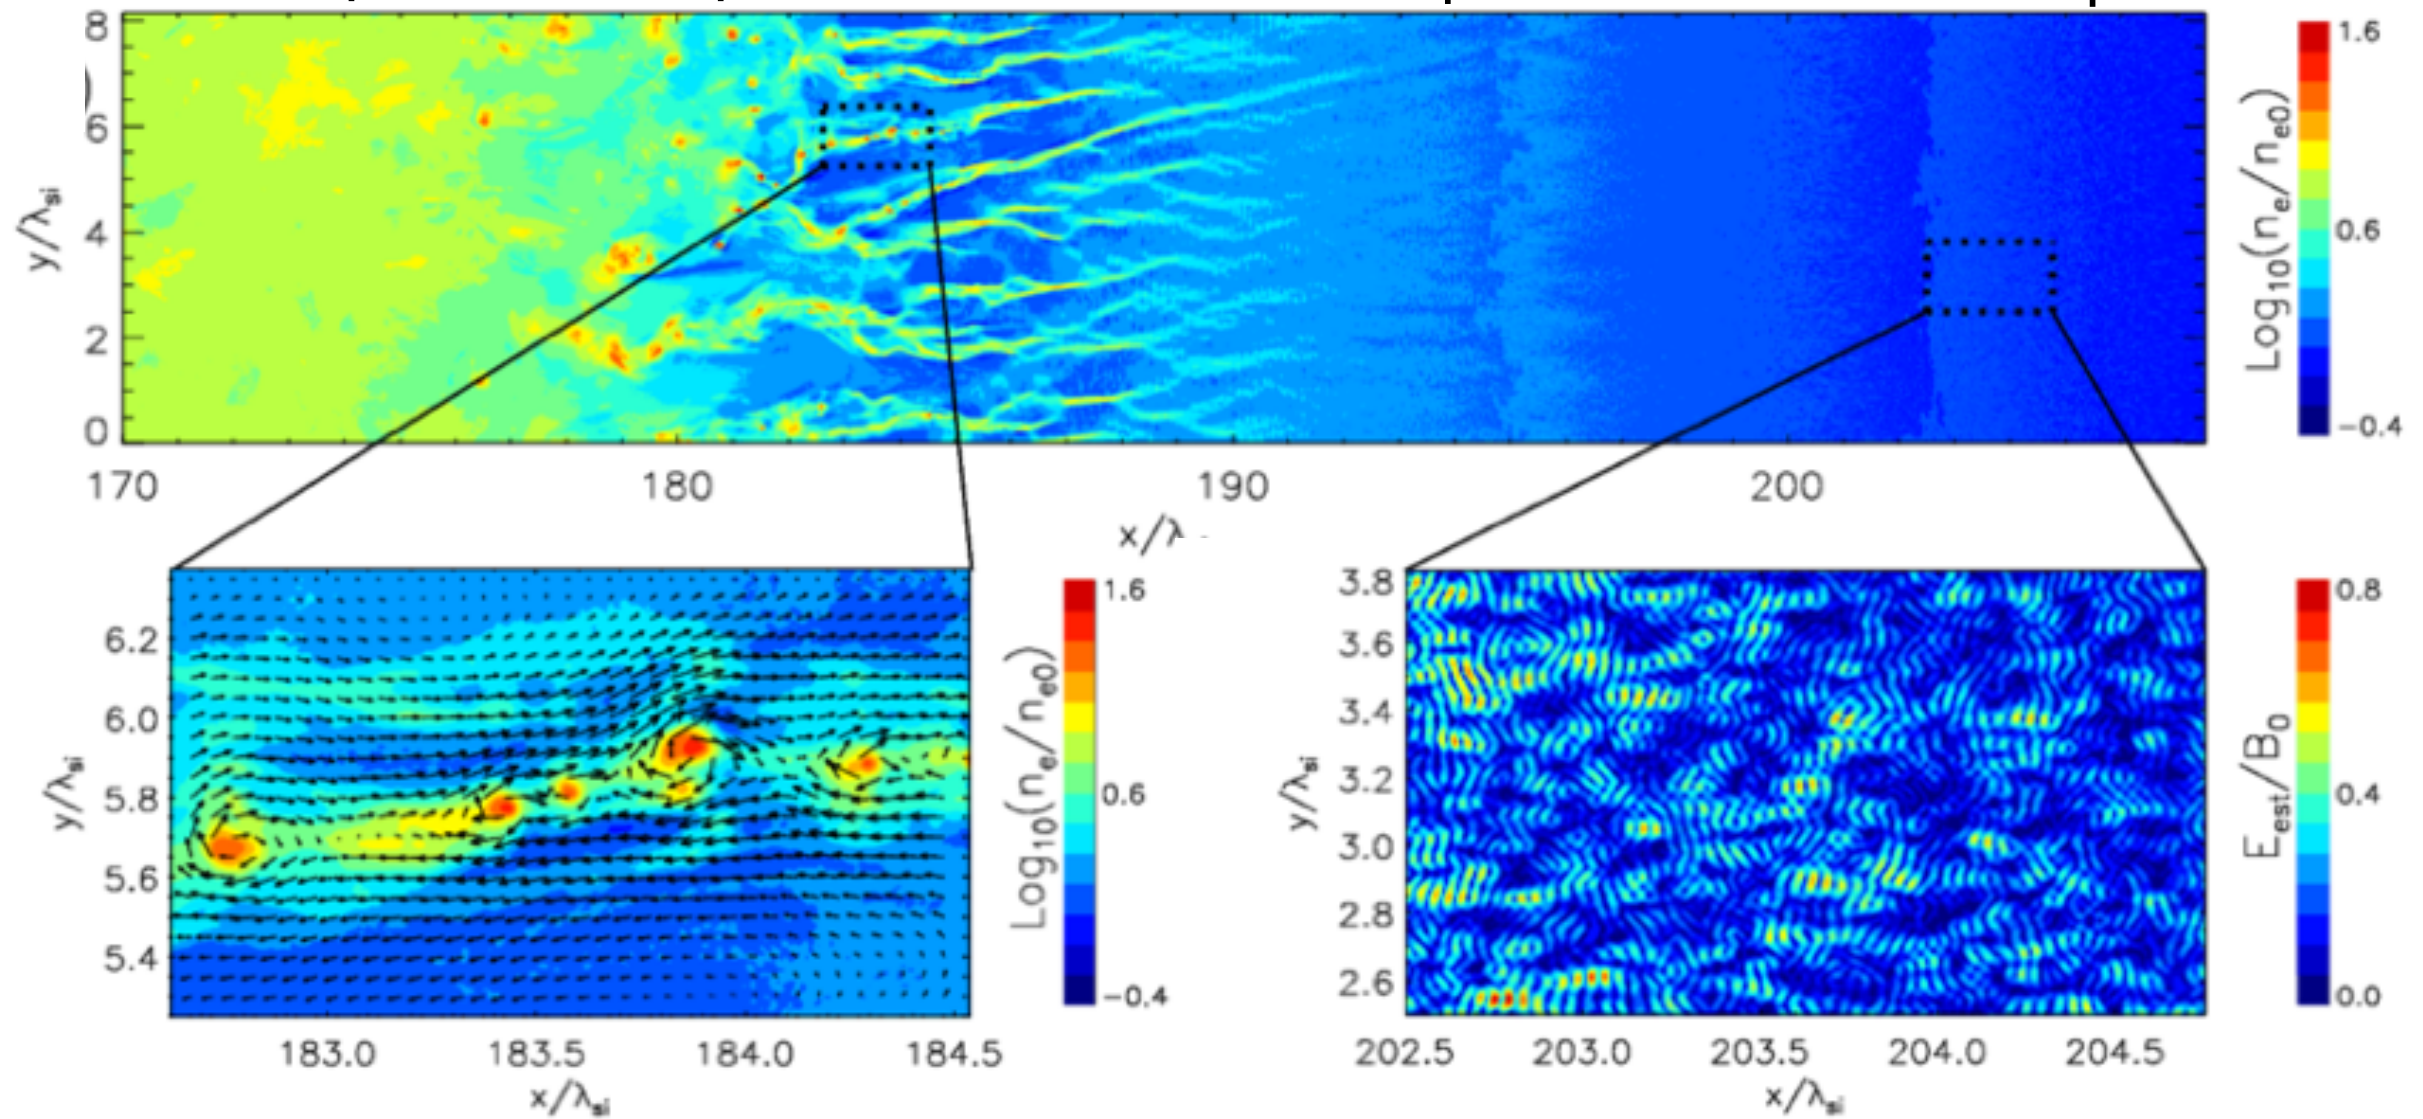 8
6
4
2
0
y/λsi
170 180 190 200
x/λ
1.6
0.6
-0.4
Log10(ne/ne0)
6.2
6.0
5.8
5.6
5.4
y/λsi
183.0 183.5 184.0 184.5
x/λsi
1.6
0.6
-0.4
Log10(ne/ne0)
3.8
3.6
3.4
3.2
3.0
2.8
2.6
y/λsi
202.5 203.0 203.5 204.0 204.5
x/λsi
0.8
0.4
0.0
Eest/B0